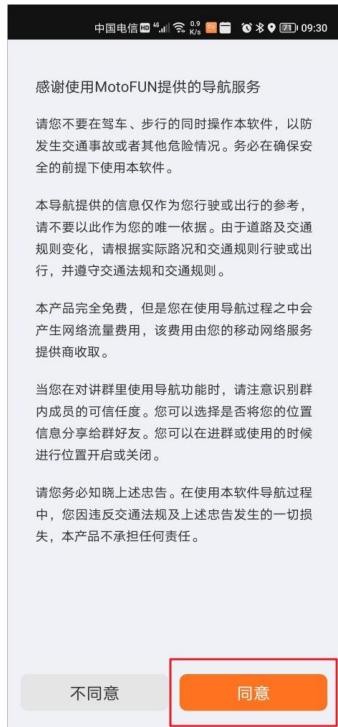 中国电信 HD 46 0.9 K/s 09:30
感谢使用MotoFUN提供的导航服务
请您不要在驾车、步行的同时操作本软件，以防
发生交通事故或者其他危险情况。务必在确保安
全的前提下使用本软件。
本导航提供的信息仅作为您行驶或出行的参考，
请不要以此作为您的唯一依据。由于道路及交通
规则变化，请根据实际路况和交通规则行驶或出
行，并遵守交通法规和交通规则。
本产品完全免费，但是您在使用导航过程之中会
产生网络流量费用，该费用由您的移动网络服务
提供商收取。
当您在对讲群里使用导航功能时，请注意识别群
内成员的可信任度。您可以选择是否将您的位置
信息分享给群好友。您可以在进群或使用的时候
进行位置开启或关闭。
请您务必知晓上述忠告。在使用本软件导航过程
中，您因违反交通法规及上述忠告发生的一切损
失，本产品不承担任何责任。
不同意 同意